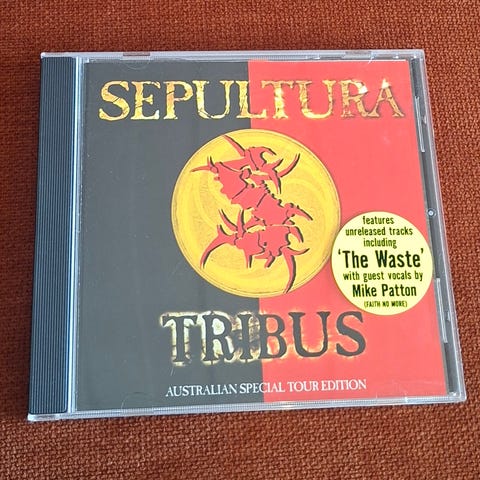 SEPULTURA
features
unreleased tracks
including
'The Waste'
with guest vocals by
Mike Patton
(FAITH NO MORE)
TRIBUS
AUSTRALIAN SPECIAL TOUR EDITION